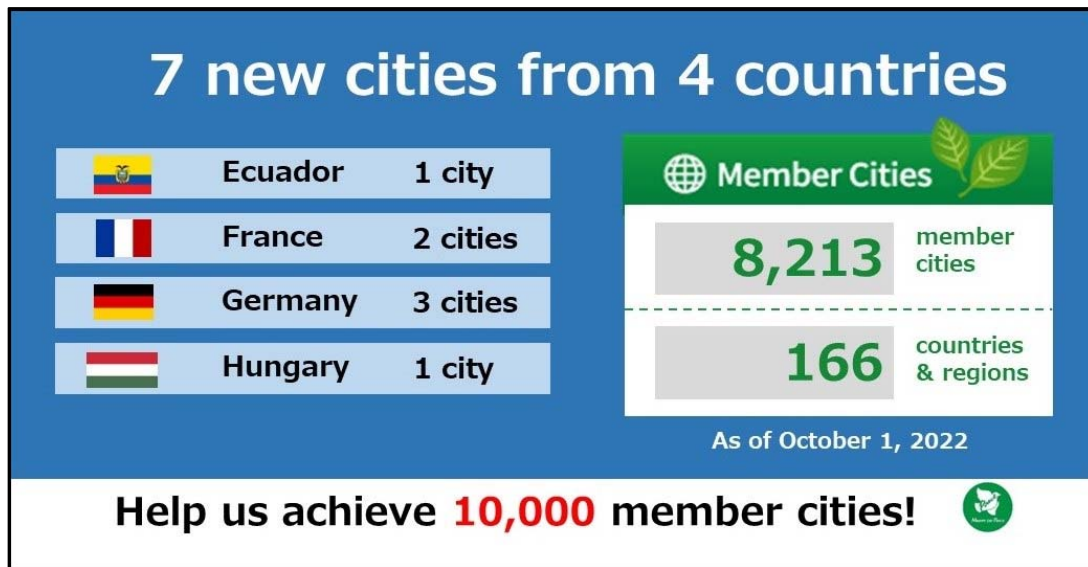 7 new cities from 4 countries
Ecuador 1 city
France 2 cities
Germany 3 cities
Hungary 1 city
Member Cities
8,213 member cities
166 countries & regions
As of October 1, 2022
Help us achieve 10,000 member cities!